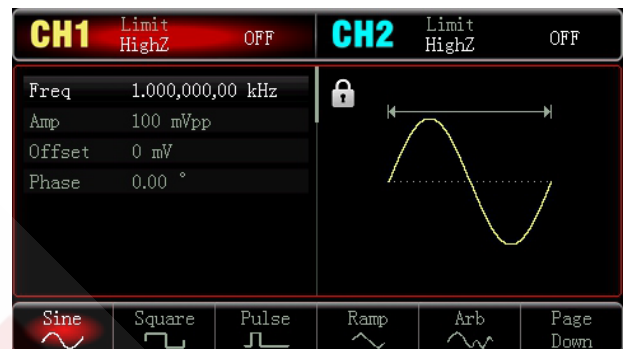 CH1 Limit HighZ OFF
CH2 Limit HighZ OFF
Freq 1.000,000,00 kHz
Amp 100 mVpp
Offset 0 mV
Phase 0.00 °
Sine Square Pulse Ramp Arb Page Down